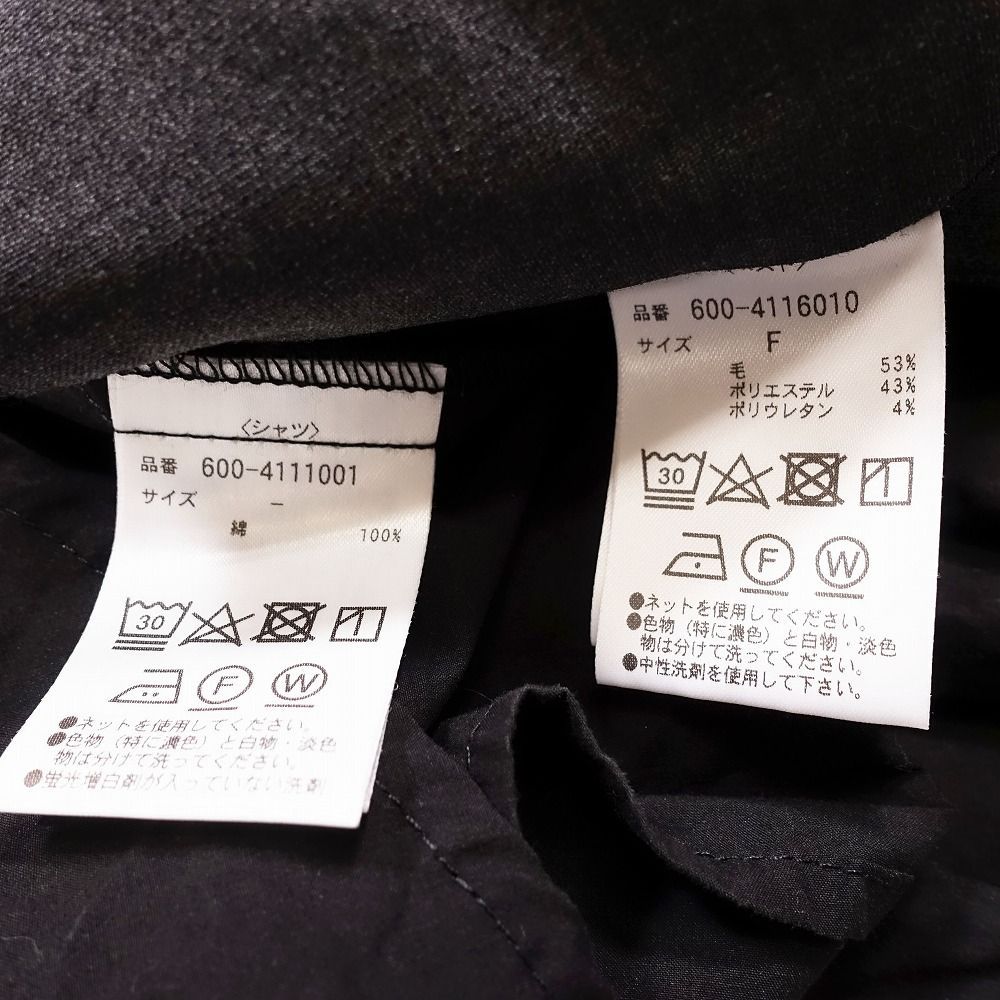 〈シャツ〉
品番 600-4111001
サイズ －
綿 100%
30
F W
●ネットを使用してください。
●色物（特に濃色）と白物・淡色
物は分けて洗ってください。
●蛍光増白剤が入っていない洗剤
品番 600-4116010
サイズ F
毛 53%
ポリエステル 43%
ポリウレタン 4%
30
F W
●ネットを使用してください。
●色物（特に濃色）と白物・淡色
物は分けて洗ってください。
●中性洗剤を使用して下さい。